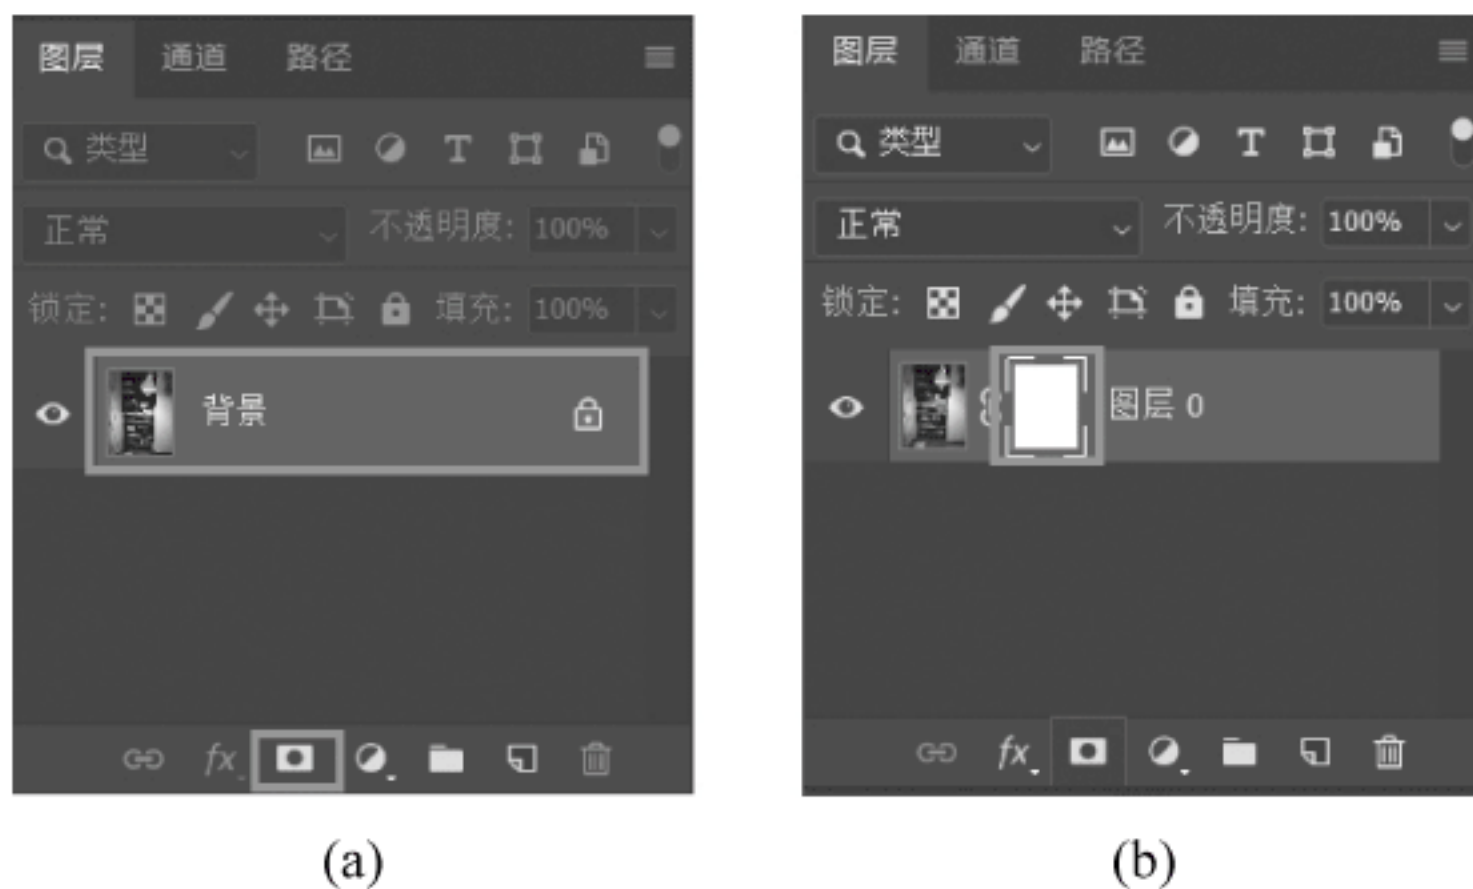 图层 通道 路径
类型 T
正常 不透明度: 100%
锁定: 填充: 100%
背景
fx
(a)
图层 通道 路径
类型 T
正常 不透明度: 100%
锁定: 填充: 100%
图层 0
fx
(b)